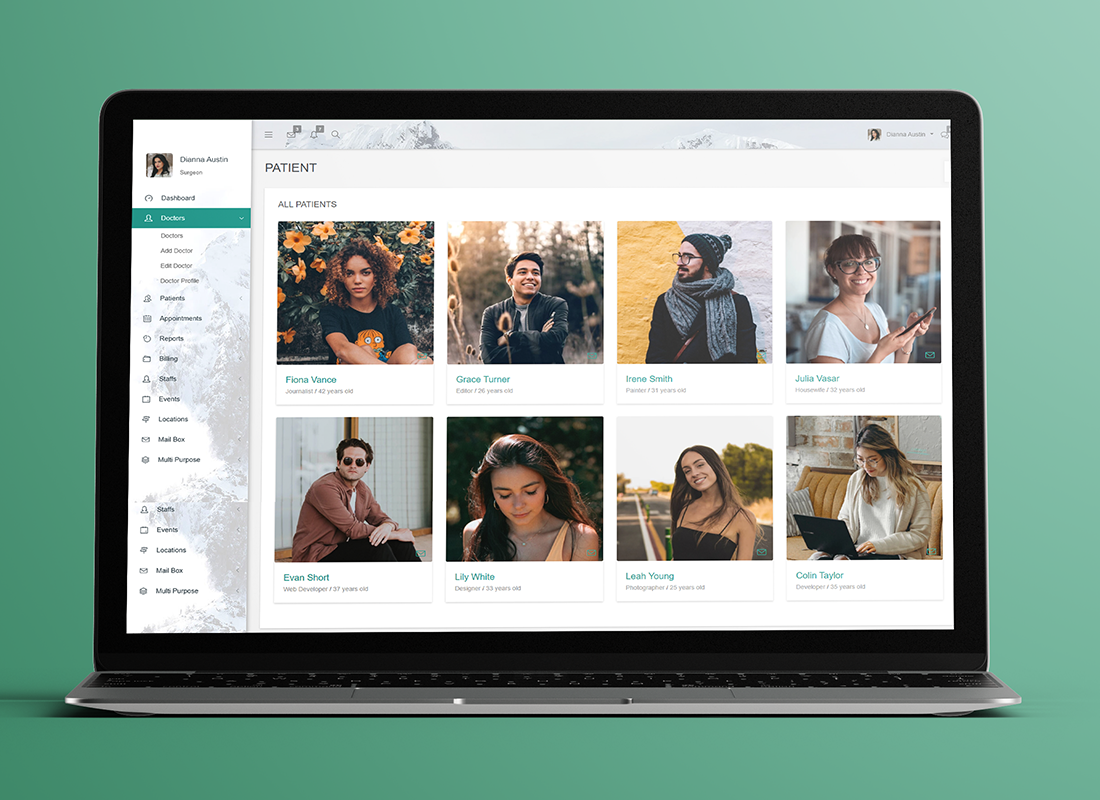 Dianna Austin
Surgeon
Dashboard
Doctors
Doctors
Add Doctor
Edit Doctor
Doctor Profile
Patients
Appointments
Reports
Billing
Staffs
Events
Locations
Mail Box
Multi Purpose
Staffs
Events
Locations
Mail Box
Multi Purpose
Dianna Austin
PATIENT
ALL PATIENTS
Fiona Vance
Journalist / 42 years old
Grace Turner
Editor / 26 years old
Irene Smith
Painter / 31 years old
Julia Vasar
Housewife / 32 years old
Evan Short
Web Developer / 37 years old
Lily White
Designer / 33 years old
Leah Young
Photographer / 25 years old
Colin Taylor
Developer / 35 years old